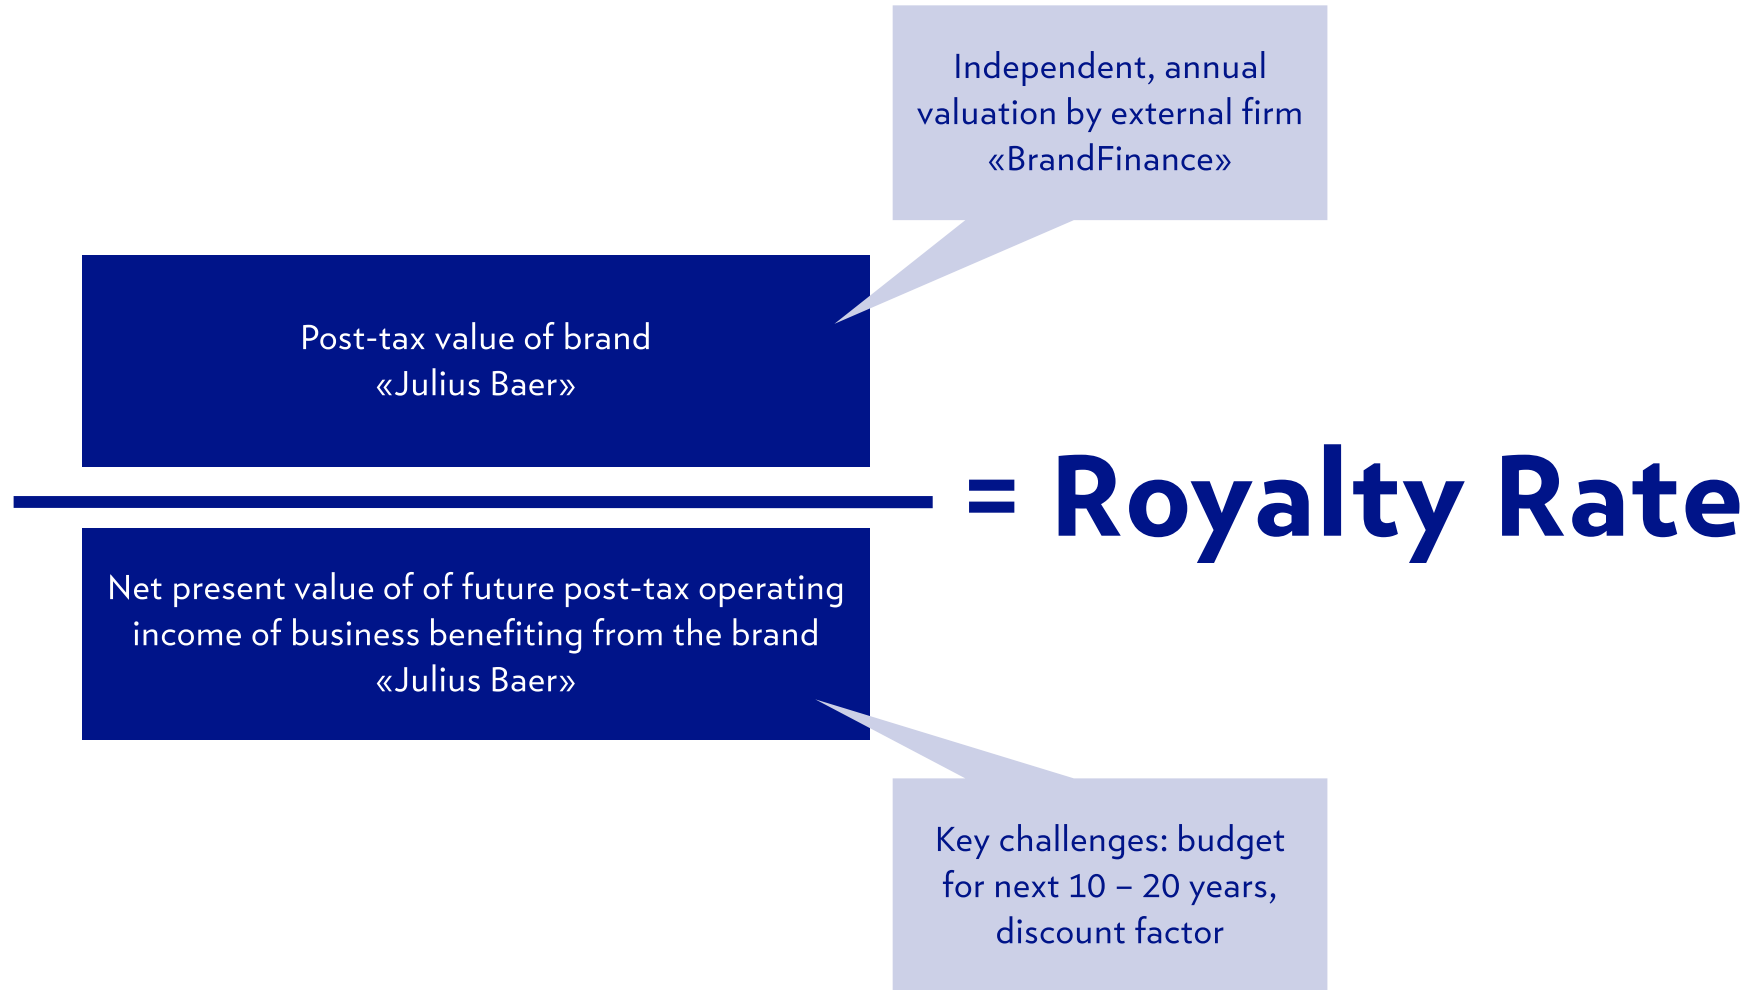 Independent, annual
valuation by external firm
«BrandFinance»
Post-tax value of brand
«Julius Baer»
= Royalty Rate
Net present value of of future post-tax operating
income of business benefiting from the brand
«Julius Baer»
Key challenges: budget
for next 10 – 20 years,
discount factor